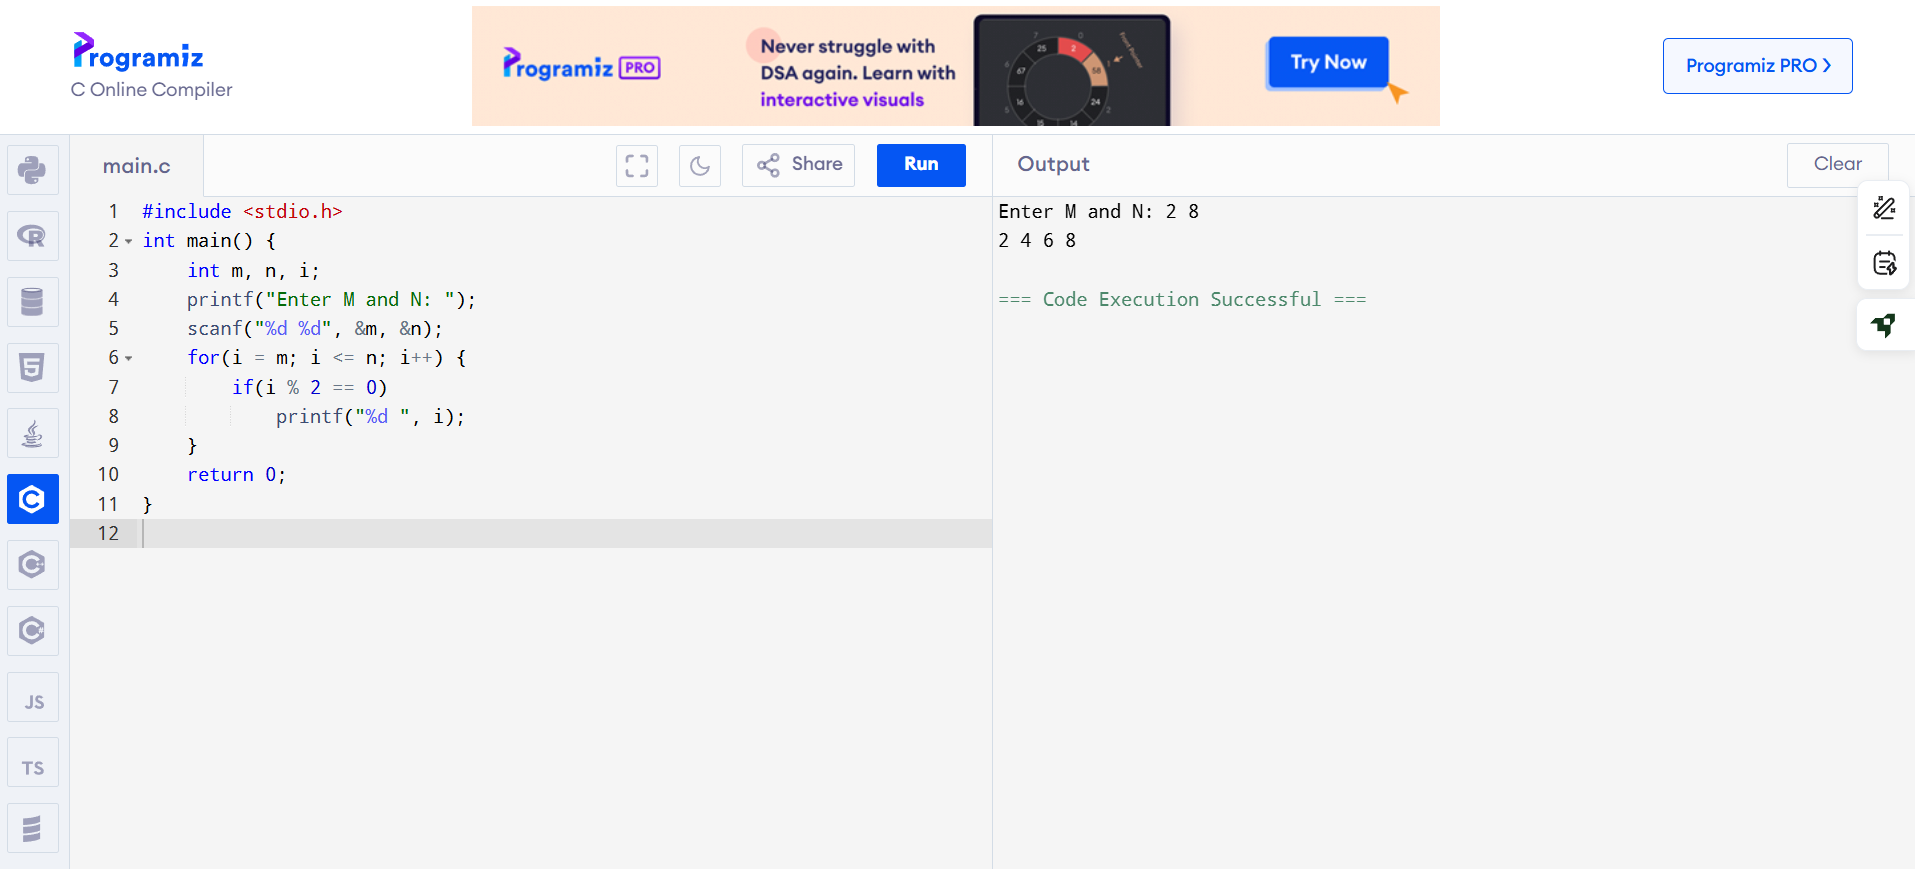 Programiz
C Online Compiler
Programiz PRO
Never struggle with
DSA again. Learn with
interactive visuals
Try Now
Programiz PRO
main.c
Share
Run
Output
Clear
1 #include <stdio.h>
2 int main() {
3 int m, n, i;
4 printf("Enter M and N: ");
5 scanf("%d %d", &m, &n);
6 for(i = m; i <= n; i++) {
7 if(i % 2 == 0)
8 printf("%d ", i);
9 }
10 return 0;
11 }
12
Enter M and N: 2 8
2 4 6 8
=== Code Execution Successful ===
JS
TS